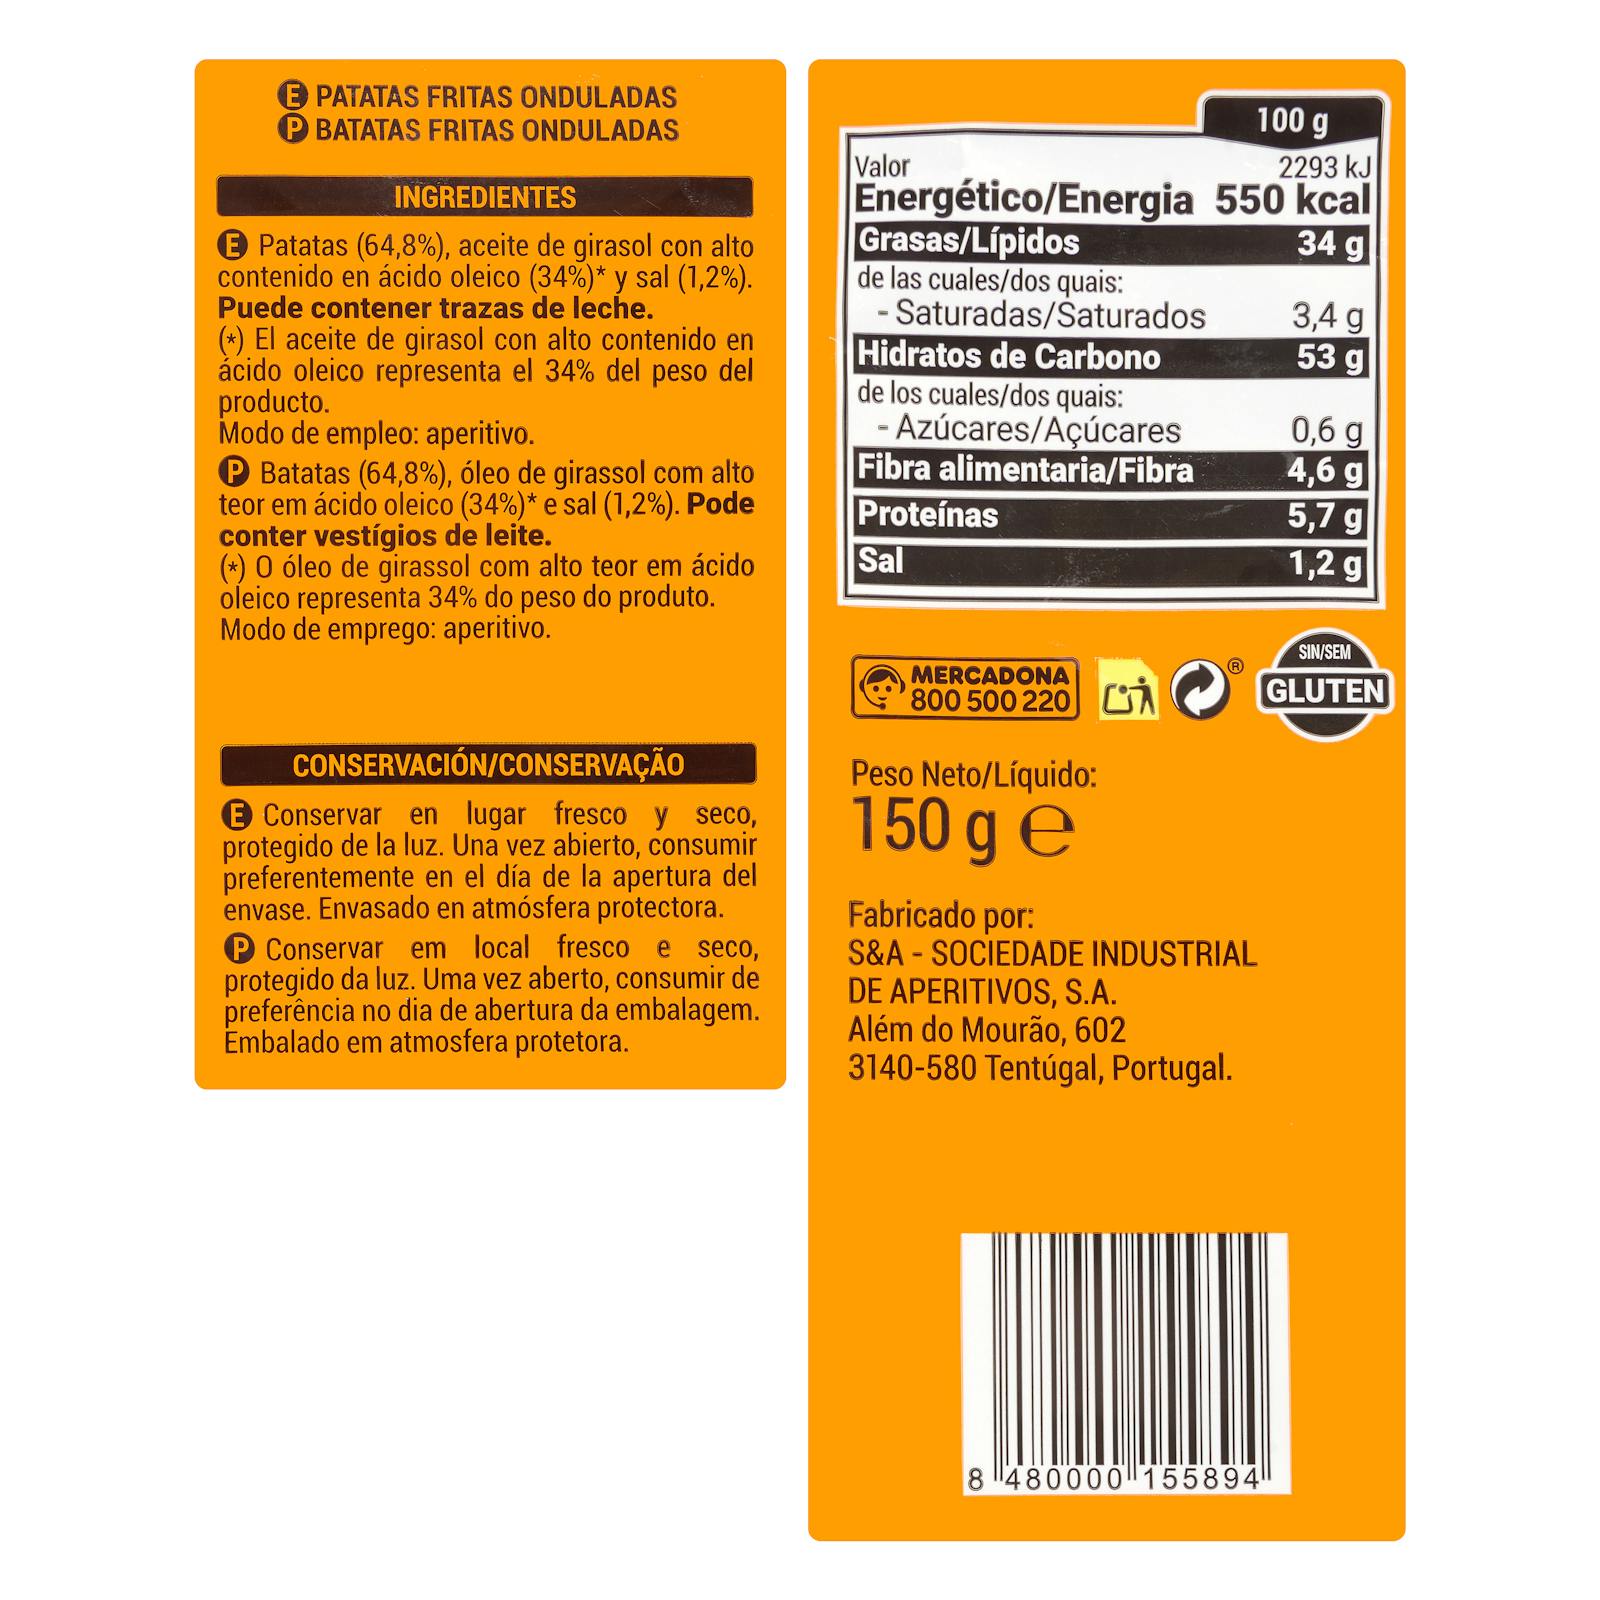 E PATATAS FRITAS ONDULADAS
P BATATAS FRITAS ONDULADAS
INGREDIENTES
E Patatas (64,8%), aceite de girasol con alto
contenido en ácido oleico (34%)* y sal (1,2%).
Puede contener trazas de leche.
(*) El aceite de girasol con alto contenido en
ácido oleico representa el 34% del peso del
producto.
Modo de empleo: aperitivo.
P Batatas (64,8%), óleo de girassol com alto
teor em ácido oleico (34%)* e sal (1,2%). Pode
conter vestígios de leite.
(*) O óleo de girassol com alto teor em ácido
oleico representa 34% do peso do produto.
Modo de emprego: aperitivo.
CONSERVACIÓN/CONSERVAÇÃO
E Conservar en lugar fresco y seco,
protegido de la luz. Una vez abierto, consumir
preferentemente en el día de la apertura del
envase. Envasado en atmósfera protectora.
P Conservar em local fresco e seco,
protegido da luz. Uma vez aberto, consumir de
preferência no dia de abertura da embalagem.
Embalado em atmosfera protetora.
100 g
Valor 2293 kJ
Energético/Energia 550 kcal
Grasas/Lípidos 34 g
de las cuales/dos quais:
- Saturadas/Saturados 3,4 g
Hidratos de Carbono 53 g
de los cuales/dos quais:
- Azúcares/Açúcares 0,6 g
Fibra alimentaria/Fibra 4,6 g
Proteínas 5,7 g
Sal 1,2 g
MERCADONA
800 500 220
®
SIN/SEM
GLUTEN
Peso Neto/Líquido:
150 g ℮
Fabricado por:
S&A - SOCIEDADE INDUSTRIAL
DE APERITIVOS, S.A.
Além do Mourão, 602
3140-580 Tentúgal, Portugal.
8 480000 155894